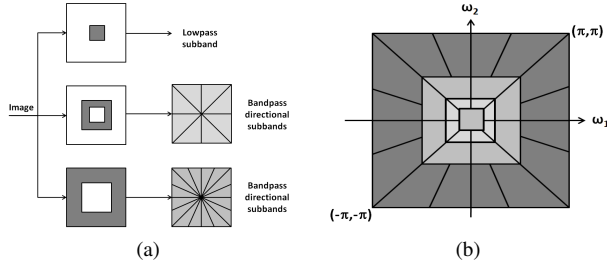 Lowpass
subband
Image
Bandpass
directional
subbands
Bandpass
directional
subbands
(a)
ω2
(π,π)
ω1
(-π,-π)
(b)